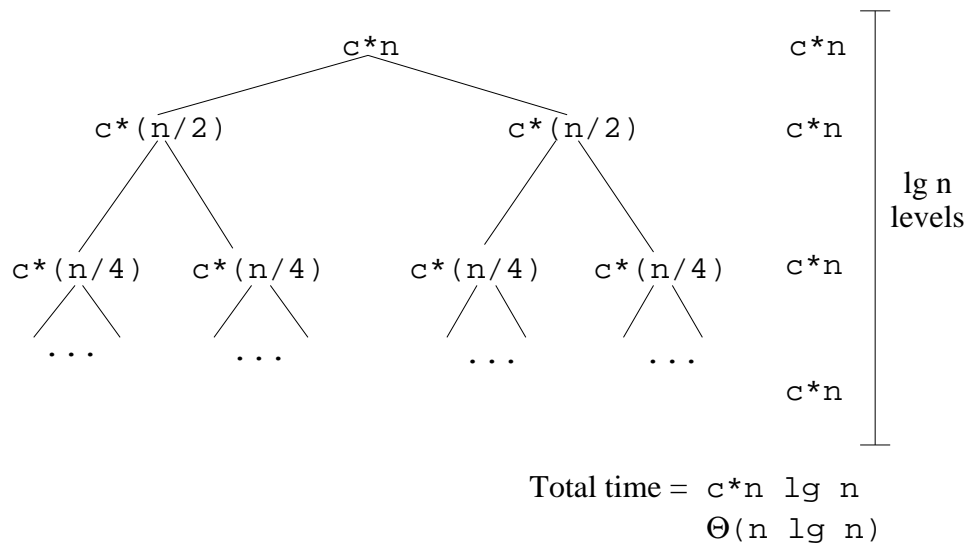 c*n c*n
c*(n/2) c*(n/2) c*n
lg n
levels
c*(n/4) c*(n/4) c*(n/4) c*(n/4) c*n
... ... ... ...
c*n
Total time = c*n lg n
Θ(n lg n)